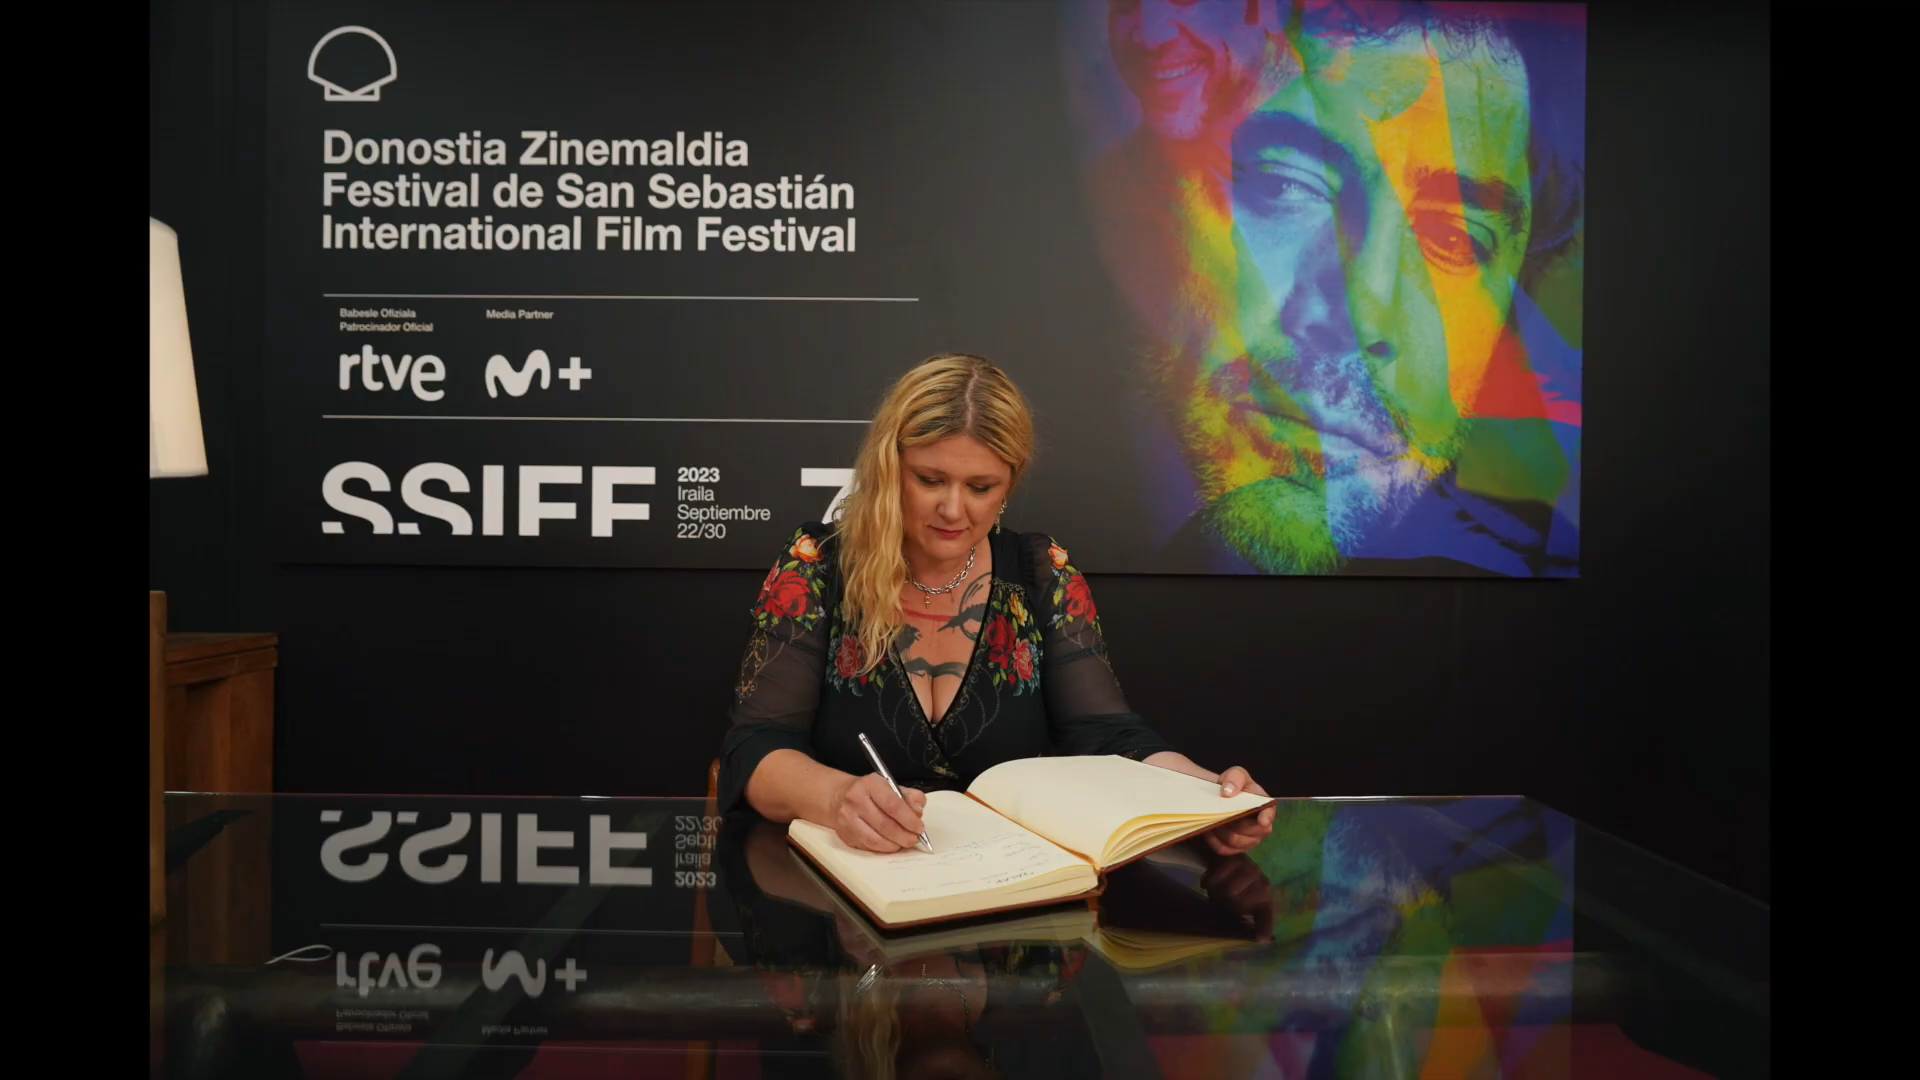 Donostia Zinemaldia
Festival de San Sebastián
International Film Festival
Babesle Ofiziala
Patrocinador Oficial
Media Partner
rtve
M+
SSIFF
2023
Iraila
Septiembre
22/30
7